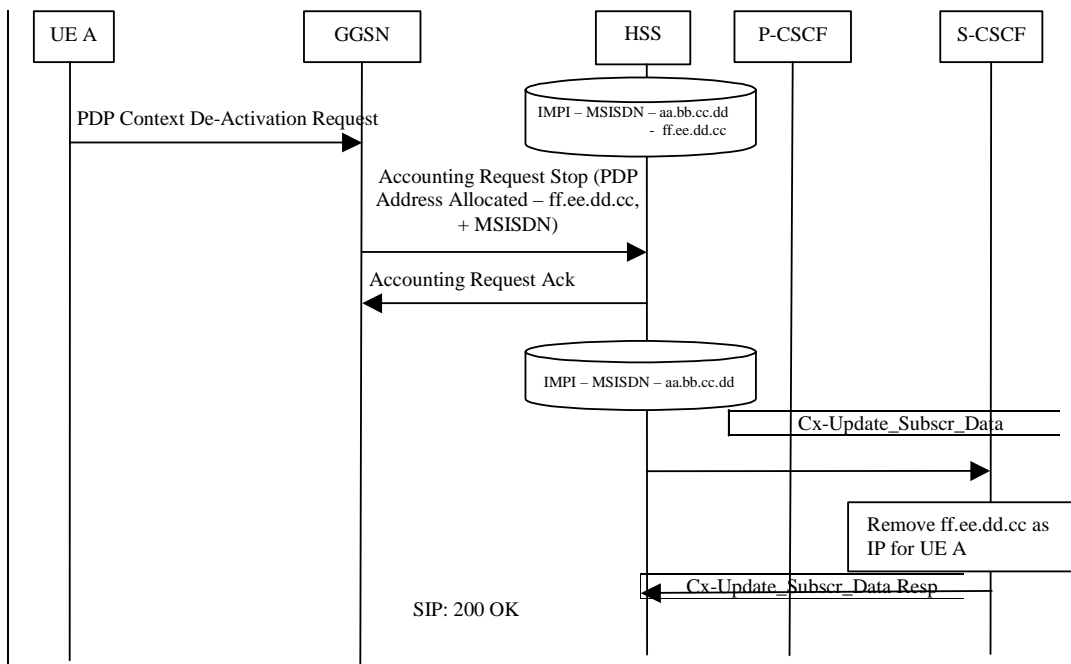 UE A
GGSN
HSS
P-CSCF
S-CSCF
IMPI – MSISDN – aa.bb.cc.dd
- ff.ee.dd.cc
PDP Context De-Activation Request
Accounting Request Stop (PDP
Address Allocated – ff.ee.dd.cc,
+ MSISDN)
Accounting Request Ack
IMPI – MSISDN – aa.bb.cc.dd
Cx-Update_Subscr_Data
Remove ff.ee.dd.cc as
IP for UE A
Cx-Update_Subscr_Data Resp
SIP: 200 OK